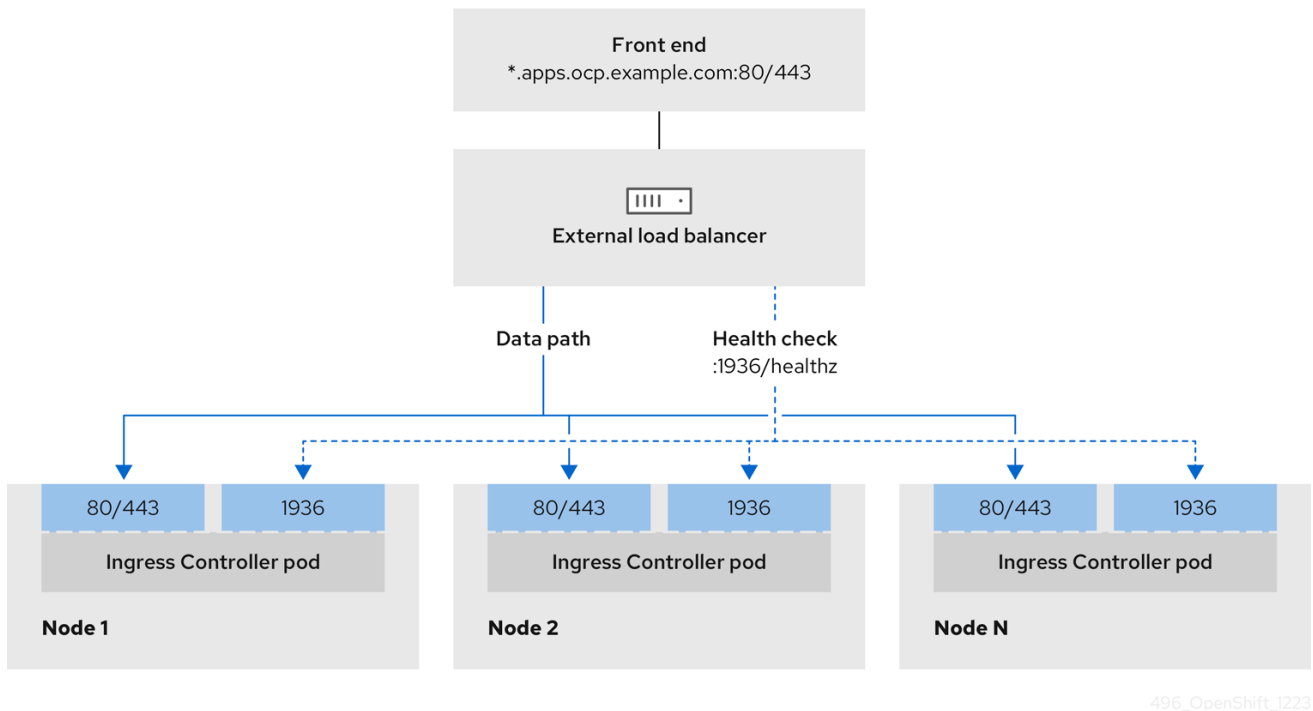 Front end
*.apps.ocp.example.com:80/443
External load balancer
Data path
Health check
:1936/healthz
80/443
1936
80/443
1936
80/443
1936
Ingress Controller pod
Ingress Controller pod
Ingress Controller pod
Node 1
Node 2
Node N
496_OpenShift_1223